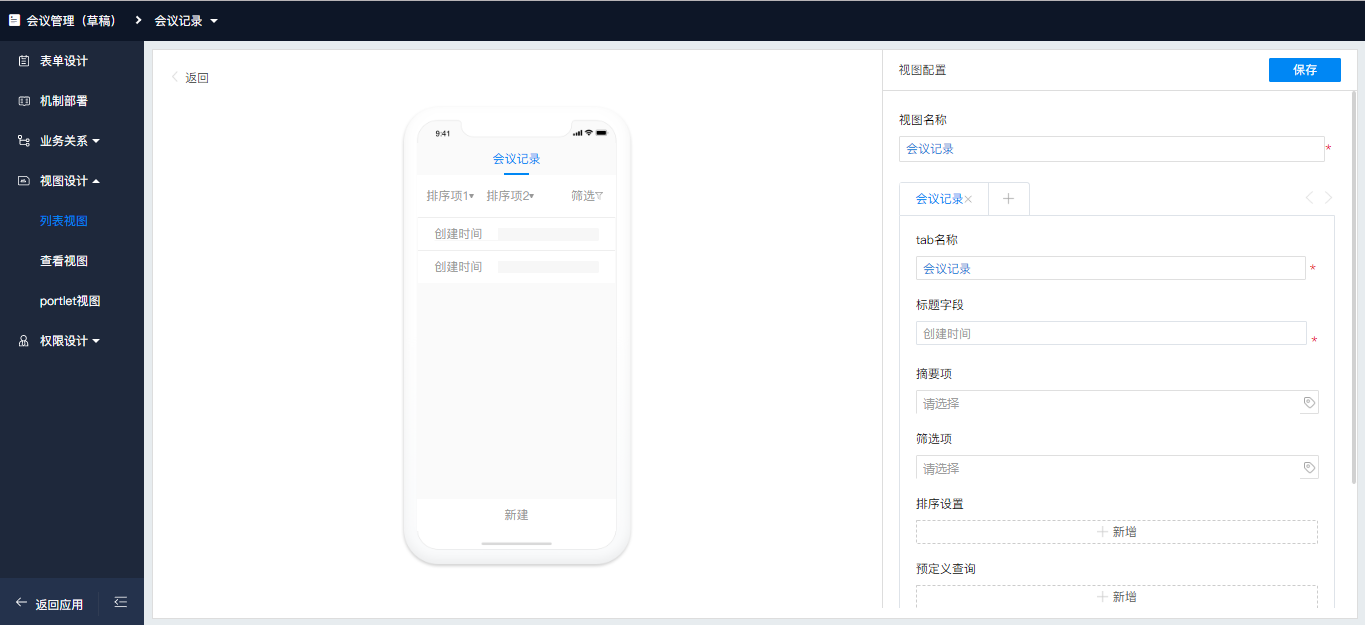 会议管理（草稿） 会议记录
表单设计
机制部署
业务关系
视图设计
列表视图
查看视图
portlet视图
权限设计
返回应用
返回
9:41
会议记录
排序项1 排序项2 筛选
创建时间
创建时间
新建
视图配置 保存
视图名称
会议记录 *
会议记录× +
tab名称
会议记录 *
标题字段
创建时间 *
摘要项
请选择
筛选项
请选择
排序设置
+ 新增
预定义查询
+ 新增